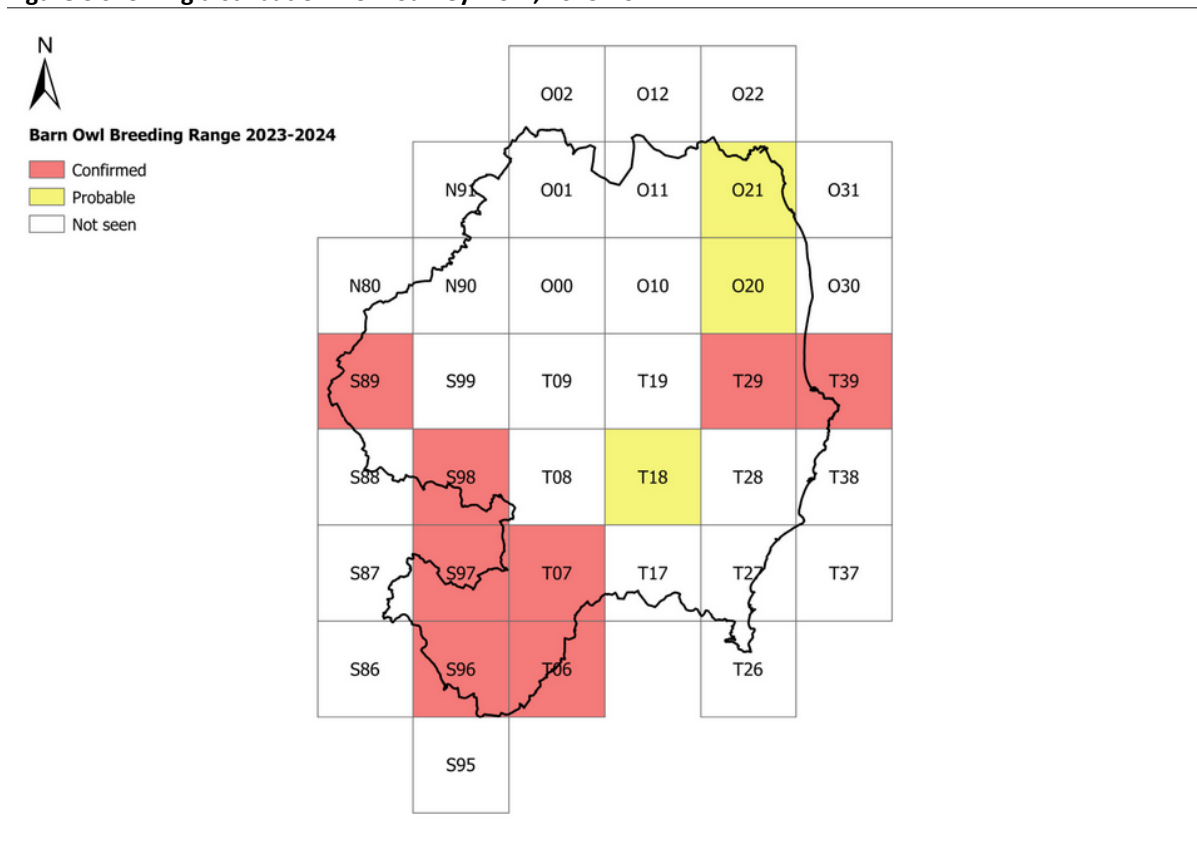 N
Barn Owl Breeding Range 2023-2024
Confirmed
Probable
Not seen
O02 O12 O22
N91 O01 O11 O21 O31
N80 N90 O00 O10 O20 O30
S89 S99 T09 T19 T29 T39
S88 S98 T08 T18 T28 T38
S87 S97 T07 T17 T27 T37
S86 S96 T06 T26
S95